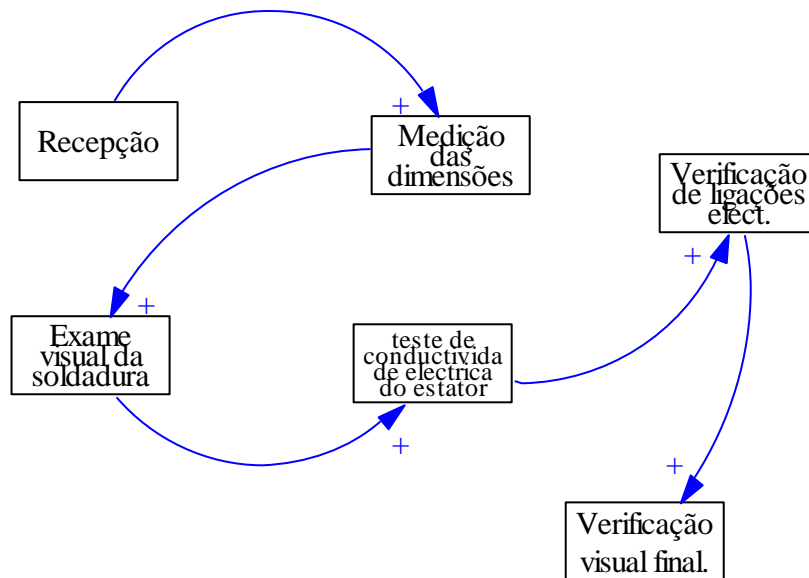 Recepção
+
Medição
das
dimensões
+
Exame
visual da
soldadura
teste de
conductivida
de electrica
do estator
+
Verificação
de ligações
efect.
+
+
Verificação
visual final.